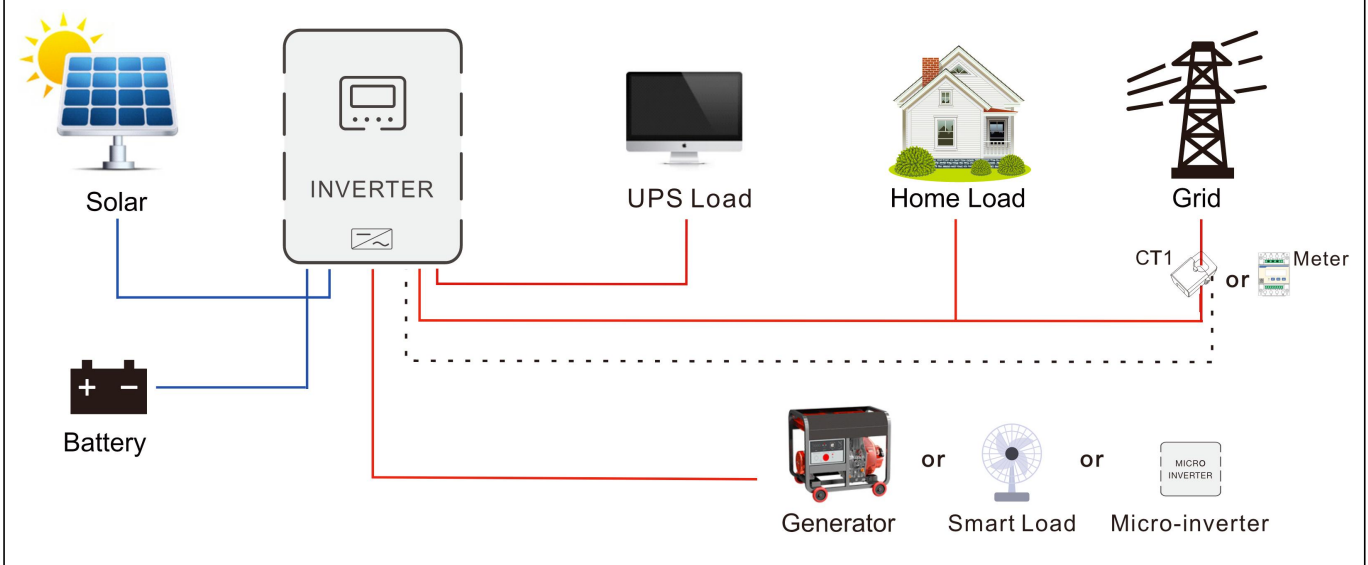 INVERTER
Solar
UPS Load
Home Load
Grid
CT1
or
Meter
+ −
Battery
or
or
MICRO
INVERTER
Generator
Smart Load
Micro-inverter